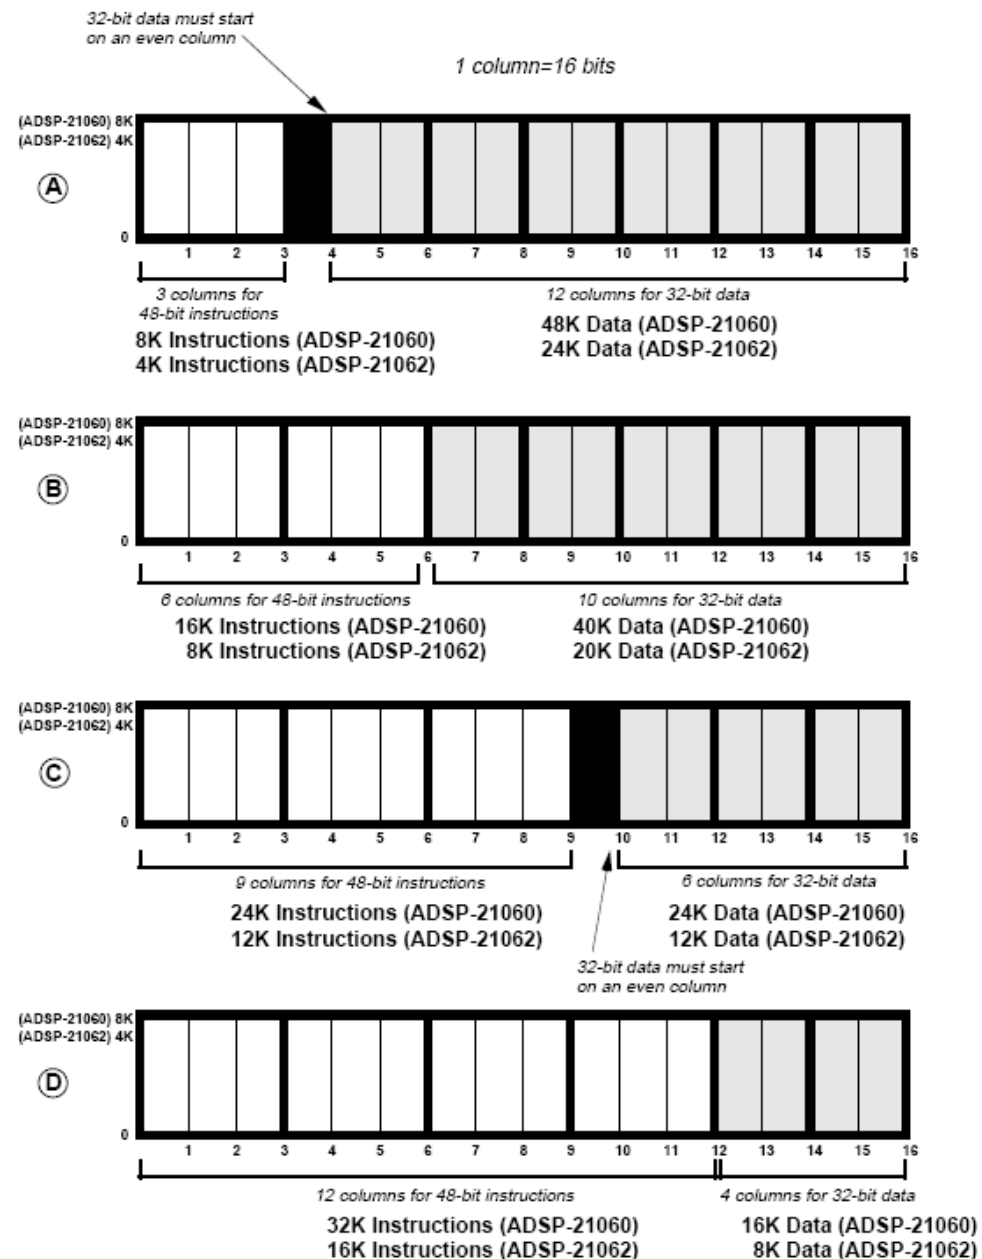 32-bit data must start
on an even column
1 column=16 bits
(ADSP-21060) 8K
(ADSP-21062) 4K
A
0
1 2 3 4 5 6 7 8 9 10 11 12 13 14 15 16
3 columns for
48-bit instructions
8K Instructions (ADSP-21060)
4K Instructions (ADSP-21062)
12 columns for 32-bit data
48K Data (ADSP-21060)
24K Data (ADSP-21062)
(ADSP-21060) 8K
(ADSP-21062) 4K
B
0
1 2 3 4 5 6 7 8 9 10 11 12 13 14 15 16
6 columns for 48-bit instructions
16K Instructions (ADSP-21060)
8K Instructions (ADSP-21062)
10 columns for 32-bit data
40K Data (ADSP-21060)
20K Data (ADSP-21062)
(ADSP-21060) 8K
(ADSP-21062) 4K
C
0
1 2 3 4 5 6 7 8 9 10 11 12 13 14 15 16
9 columns for 48-bit instructions
24K Instructions (ADSP-21060)
12K Instructions (ADSP-21062)
6 columns for 32-bit data
24K Data (ADSP-21060)
12K Data (ADSP-21062)
32-bit data must start
on an even column
(ADSP-21060) 8K
(ADSP-21062) 4K
D
0
1 2 3 4 5 6 7 8 9 10 11 12 13 14 15 16
12 columns for 48-bit instructions
32K Instructions (ADSP-21060)
16K Instructions (ADSP-21062)
4 columns for 32-bit data
16K Data (ADSP-21060)
8K Data (ADSP-21062)